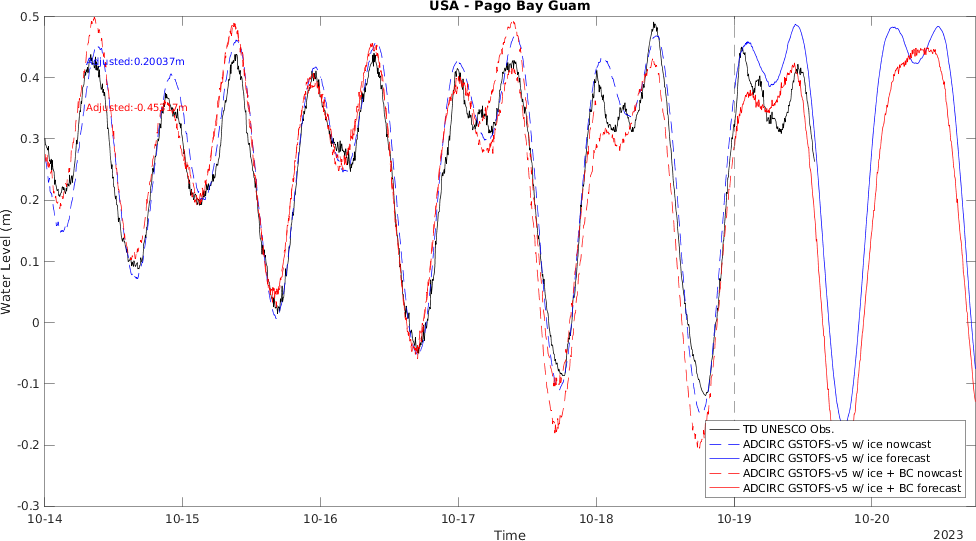 USA - Pago Bay Guam
0.5
0.4
0.3
0.2
0.1
0
-0.1
-0.2
-0.3
Water Level (m)
Adjusted:0.20037m
10-14
10-15
10-16
10-17
10-18
10-19
10-20
Time
2023
TD UNESCO Obs.
ADCIRC GSTOFS-v5 w/ ice nowcast
ADCIRC GSTOFS-v5 w/ ice forecast
ADCIRC GSTOFS-v5 w/ ice + BC nowcast
ADCIRC GSTOFS-v5 w/ ice + BC forecast